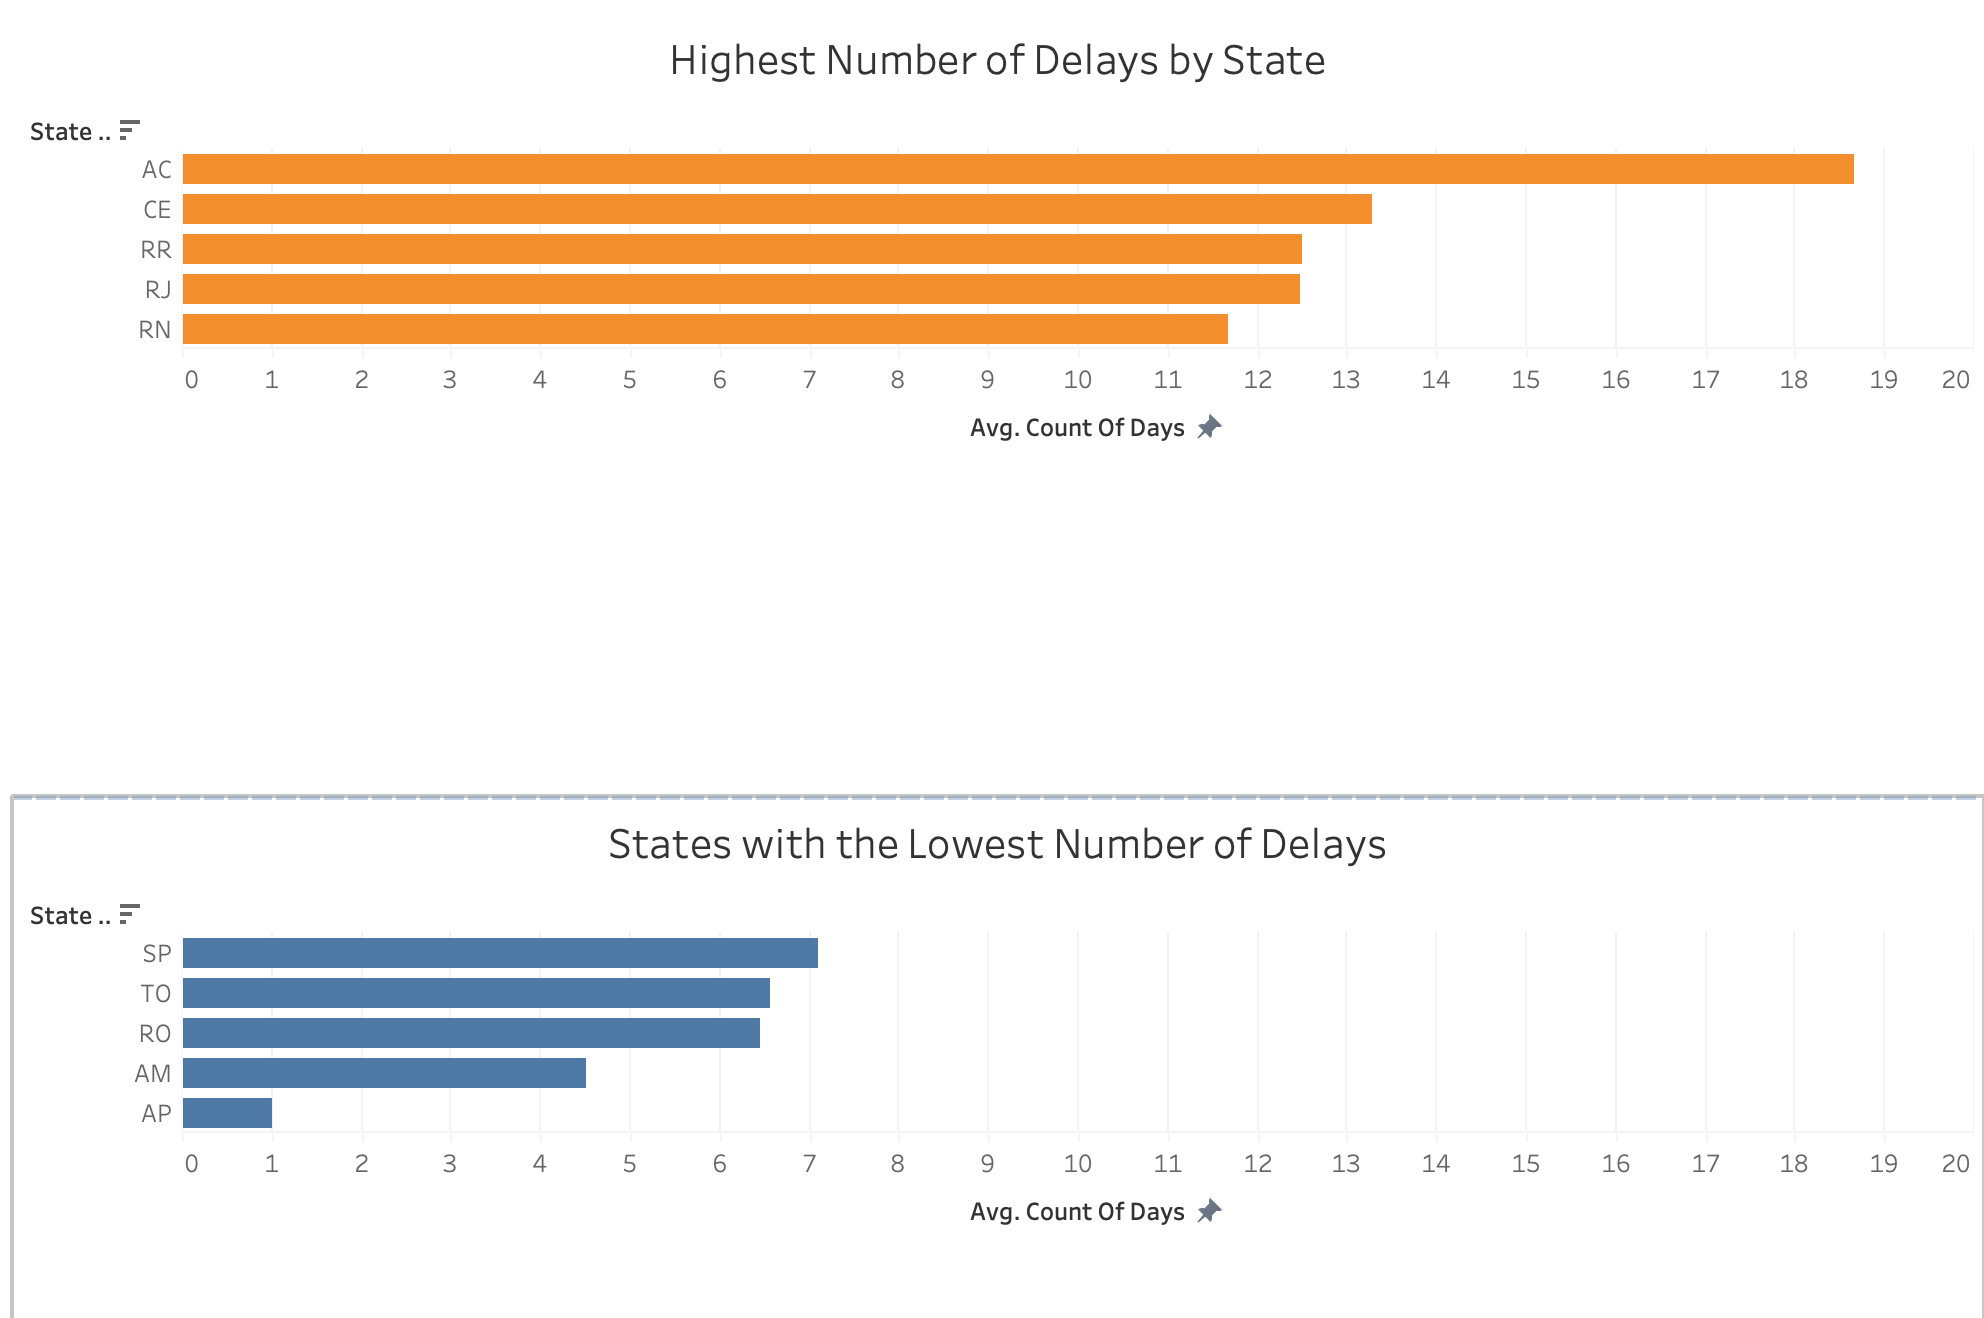 Highest Number of Delays by State
State ..
AC
CE
RR
RJ
RN
0 1 2 3 4 5 6 7 8 9 10 11 12 13 14 15 16 17 18 19 20
Avg. Count Of Days
States with the Lowest Number of Delays
State ..
SP
TO
RO
AM
AP
0 1 2 3 4 5 6 7 8 9 10 11 12 13 14 15 16 17 18 19 20
Avg. Count Of Days